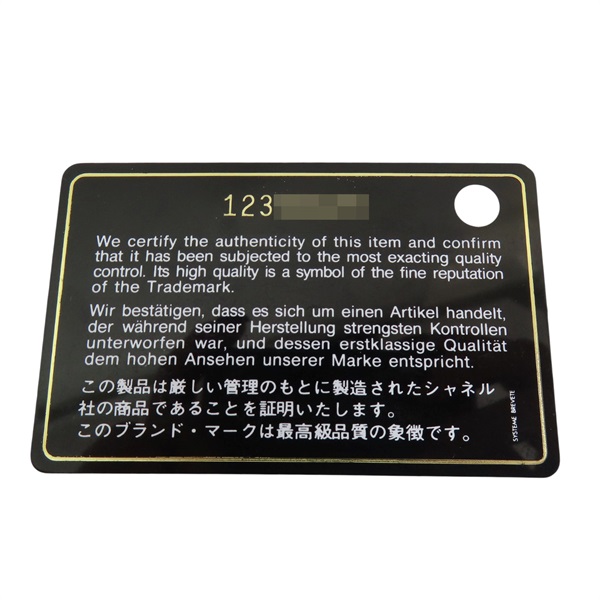 123
We certify the authenticity of this item and confirm
that it has been subjected to the most exacting quality
control. Its high quality is a symbol of the fine reputation
of the Trademark.
Wir bestätigen, dass es sich um einen Artikel handelt,
der während seiner Herstellung strengsten Kontrollen
unterworfen war, und dessen erstklassige Qualität
dem hohen Ansehen unserer Marke entspricht.
この製品は厳しい管理のもとに製造されたシャネル
社の商品であることを証明いたします。
このブランド・マークは最高級品質の象徴です。
SYSTEME BREVETE